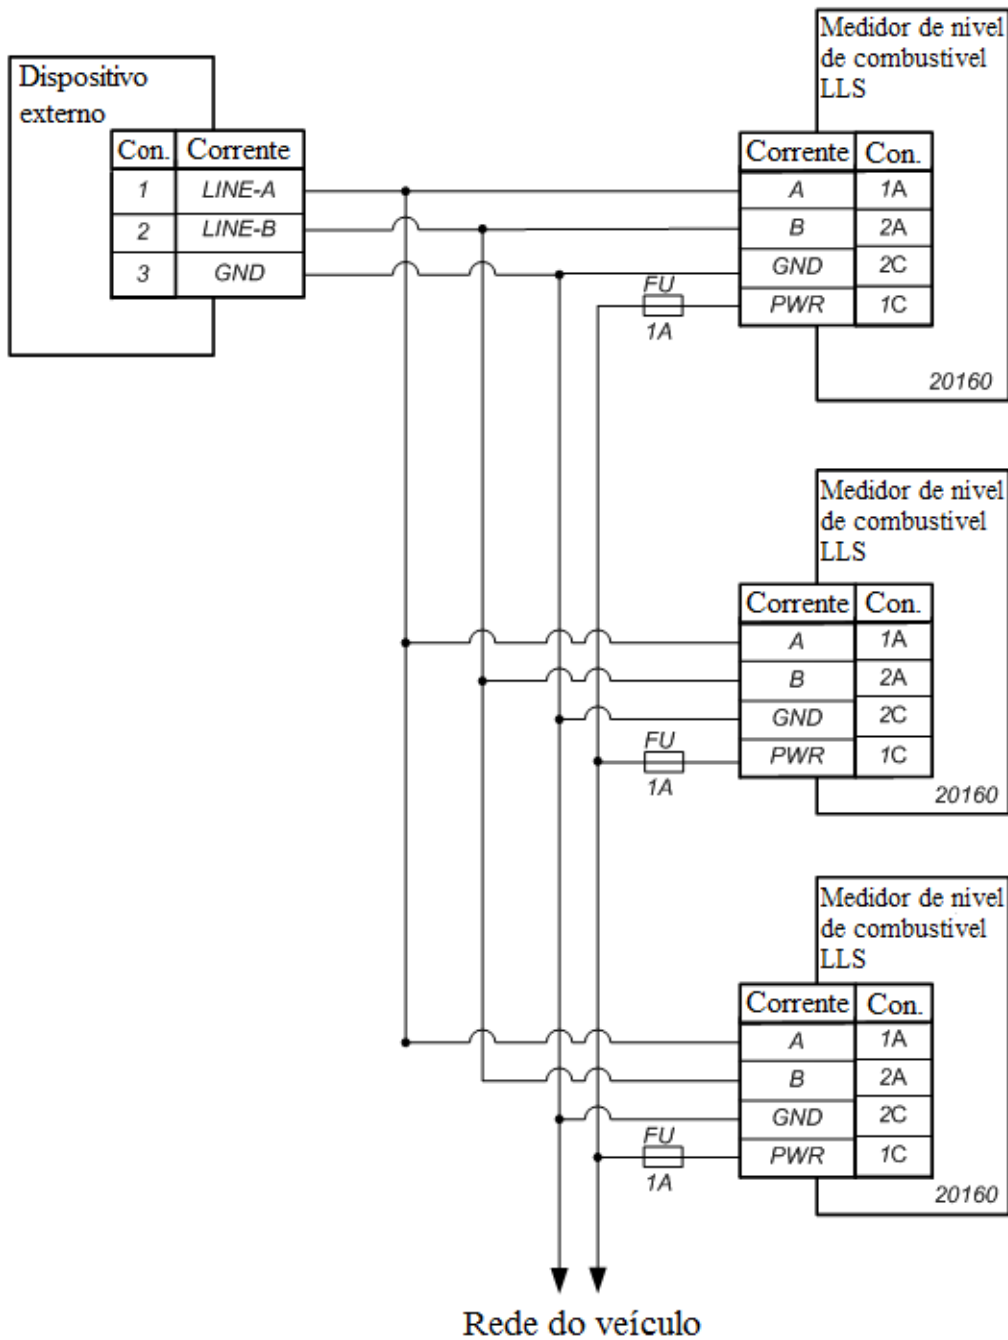 Dispositivo
externo
Con. Corrente
1 LINE-A
2 LINE-B
3 GND
Medidor de nivel
de combustivel
LLS
Corrente Con.
A 1A
B 2A
GND 2C
PWR 1C
FU
1A
20160
Medidor de nivel
de combustivel
LLS
Corrente Con.
A 1A
B 2A
GND 2C
PWR 1C
FU
1A
20160
Medidor de nivel
de combustivel
LLS
Corrente Con.
A 1A
B 2A
GND 2C
PWR 1C
FU
1A
20160
Rede do veículo